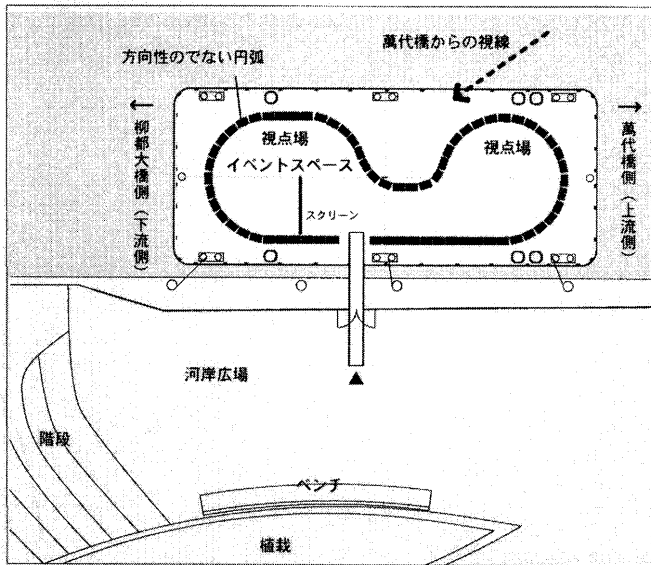 萬代橋からの視線
方向性のでない円弧
柳都大橋側（下流側）
視点場
イベントスペース
スクリーン
視点場
萬代橋側（上流側）
河岸広場
階段
ベンチ
植栽